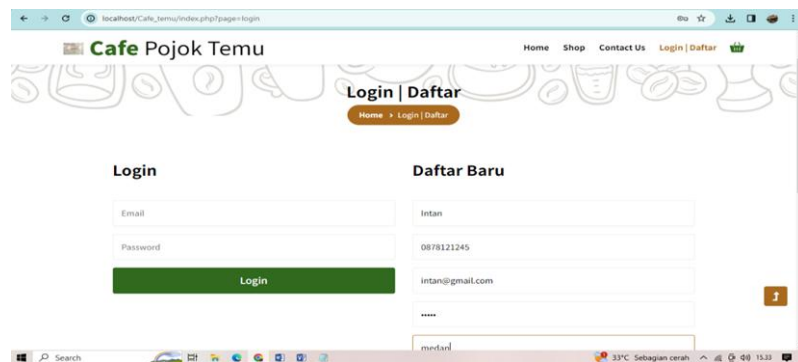 localhost/Cafe_temu/index.php?page=login
Cafe Pojok Temu
Home Shop Contact Us Login | Daftar
Login | Daftar
Home > Login | Daftar
Login
Email
Password
Login
Daftar Baru
Intan
0878121245
intan@gmail.com
•••••
medan
Search
33°C Sebagian cerah
15.33